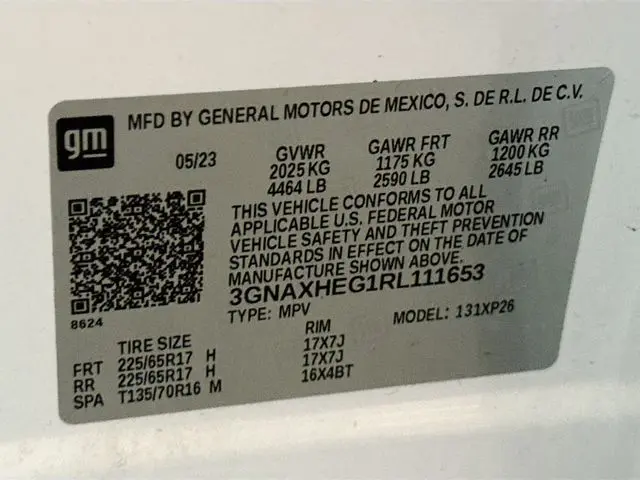 gm
MFD BY GENERAL MOTORS DE MEXICO, S. DE R.L. DE C.V.
05/23 GVWR GAWR FRT GAWR RR
2025 KG 1175 KG 1200 KG
4464 LB 2590 LB 2645 LB
THIS VEHICLE CONFORMS TO ALL
APPLICABLE U.S. FEDERAL MOTOR
VEHICLE SAFETY AND THEFT PREVENTION
STANDARDS IN EFFECT ON THE DATE OF
MANUFACTURE SHOWN ABOVE.
3GNAXHEG1RL111653
8624
TYPE: MPV MODEL: 131XP26
TIRE SIZE RIM
FRT 225/65R17 H 17X7J
RR 225/65R17 H 17X7J
SPA T135/70R16 M 16X4BT